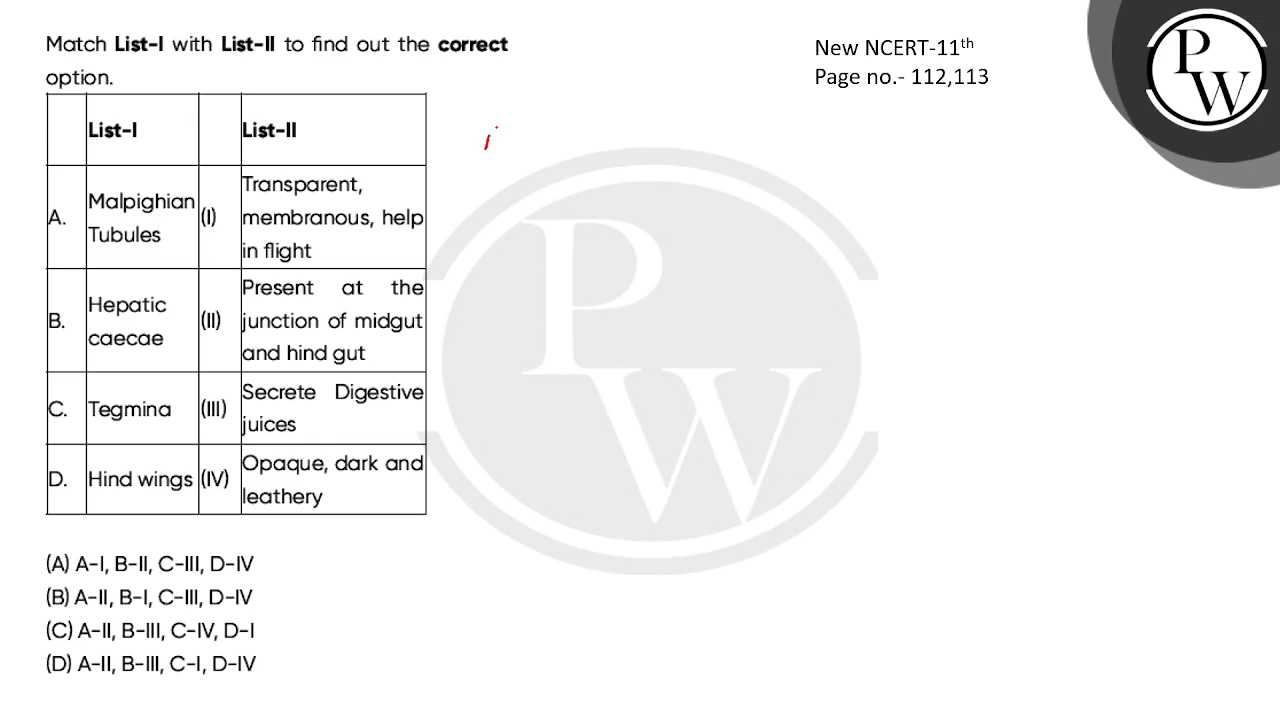 Match List-I with List-II to find out the correct
option.
New NCERT-11th
Page no.- 112,113
List-I List-II
A. Malpighian Tubules (I) Transparent, membranous, help in flight
B. Hepatic caecae (II) Present at the junction of midgut and hind gut
C. Tegmina (III) Secrete Digestive juices
D. Hind wings (IV) Opaque, dark and leathery
(A) A-I, B-II, C-III, D-IV
(B) A-II, B-I, C-III, D-IV
(C) A-II, B-III, C-IV, D-I
(D) A-II, B-III, C-I, D-IV
PW
PW